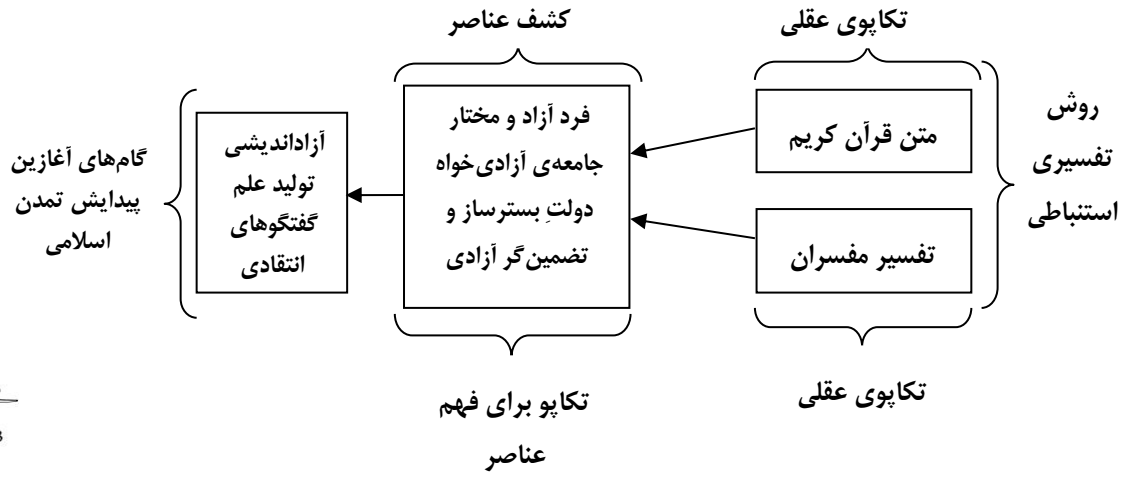 تکاپوی عقلی
کشف عناصر
روش
تفسیری
استنباطی
متن قرآن کریم
تفسیر مفسران
تکاپوی عقلی
فرد آزاد و مختار
جامعه‌ی آزادی‌خواه
دولتِ بسترساز و
تضمین‌گر آزادی
تکاپو برای فهم
عناصر
آزاداندیشی
تولید علم
گفتگوهای
انتقادی
گام‌های آغازین
پیدایش تمدن
اسلامی